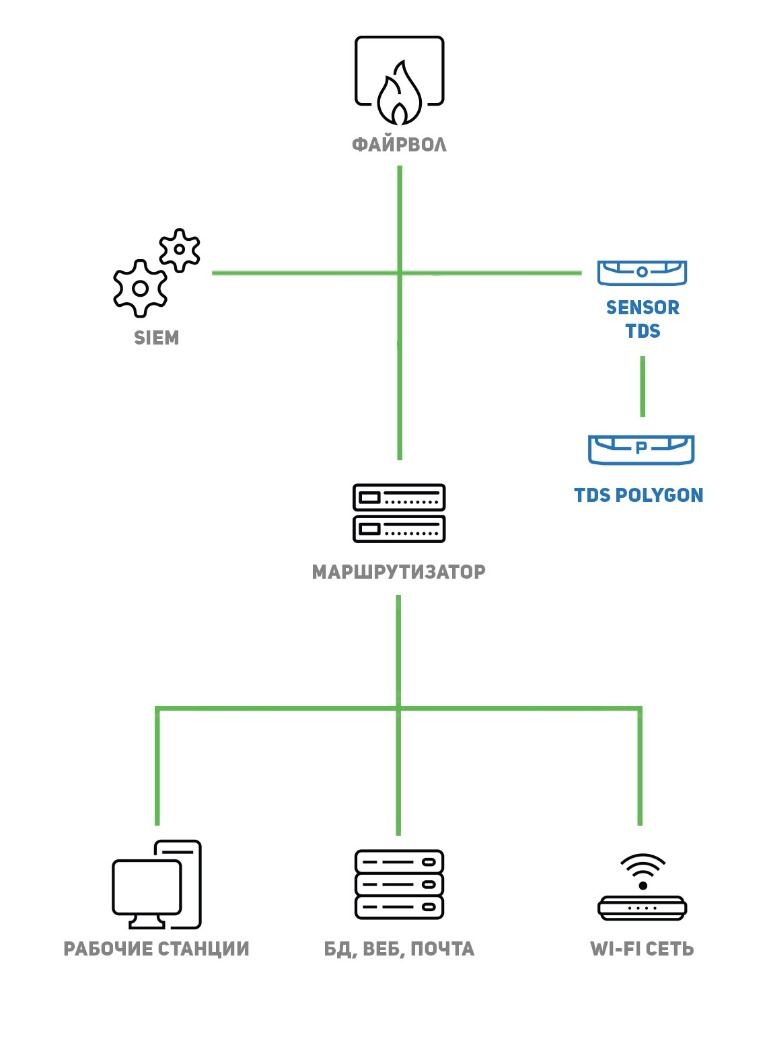 ФАЙРВОЛ
SIEM
SENSOR
TDS
P
TDS POLYGON
МАРШРУТИЗАТОР
РАБОЧИЕ СТАНЦИИ
БД, ВЕБ, ПОЧТА
WI-FI СЕТЬ